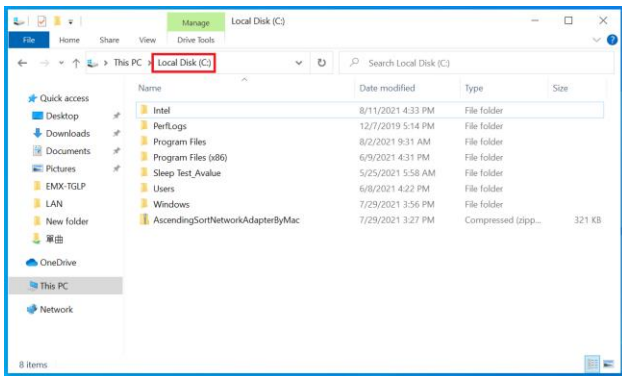 Manage Local Disk (C:)
File Home Share View Drive Tools
This PC Local Disk (C:) Search Local Disk (C:)
Name Date modified Type Size
Quick access
Desktop
Downloads
Documents
Pictures
EMX-TGLP
LAN
New folder
單曲
OneDrive
This PC
Network
Intel 8/11/2021 4:33 PM File folder
PerfLogs 12/7/2019 5:14 PM File folder
Program Files 8/2/2021 9:31 AM File folder
Program Files (x86) 6/9/2021 4:31 PM File folder
Sleep Test_Avalue 5/25/2021 5:58 AM File folder
Users 6/8/2021 4:22 PM File folder
Windows 7/29/2021 3:56 PM File folder
AscendingSortNetworkAdapterByMac 7/29/2021 3:27 PM Compressed (zipp... 321 KB
8 items